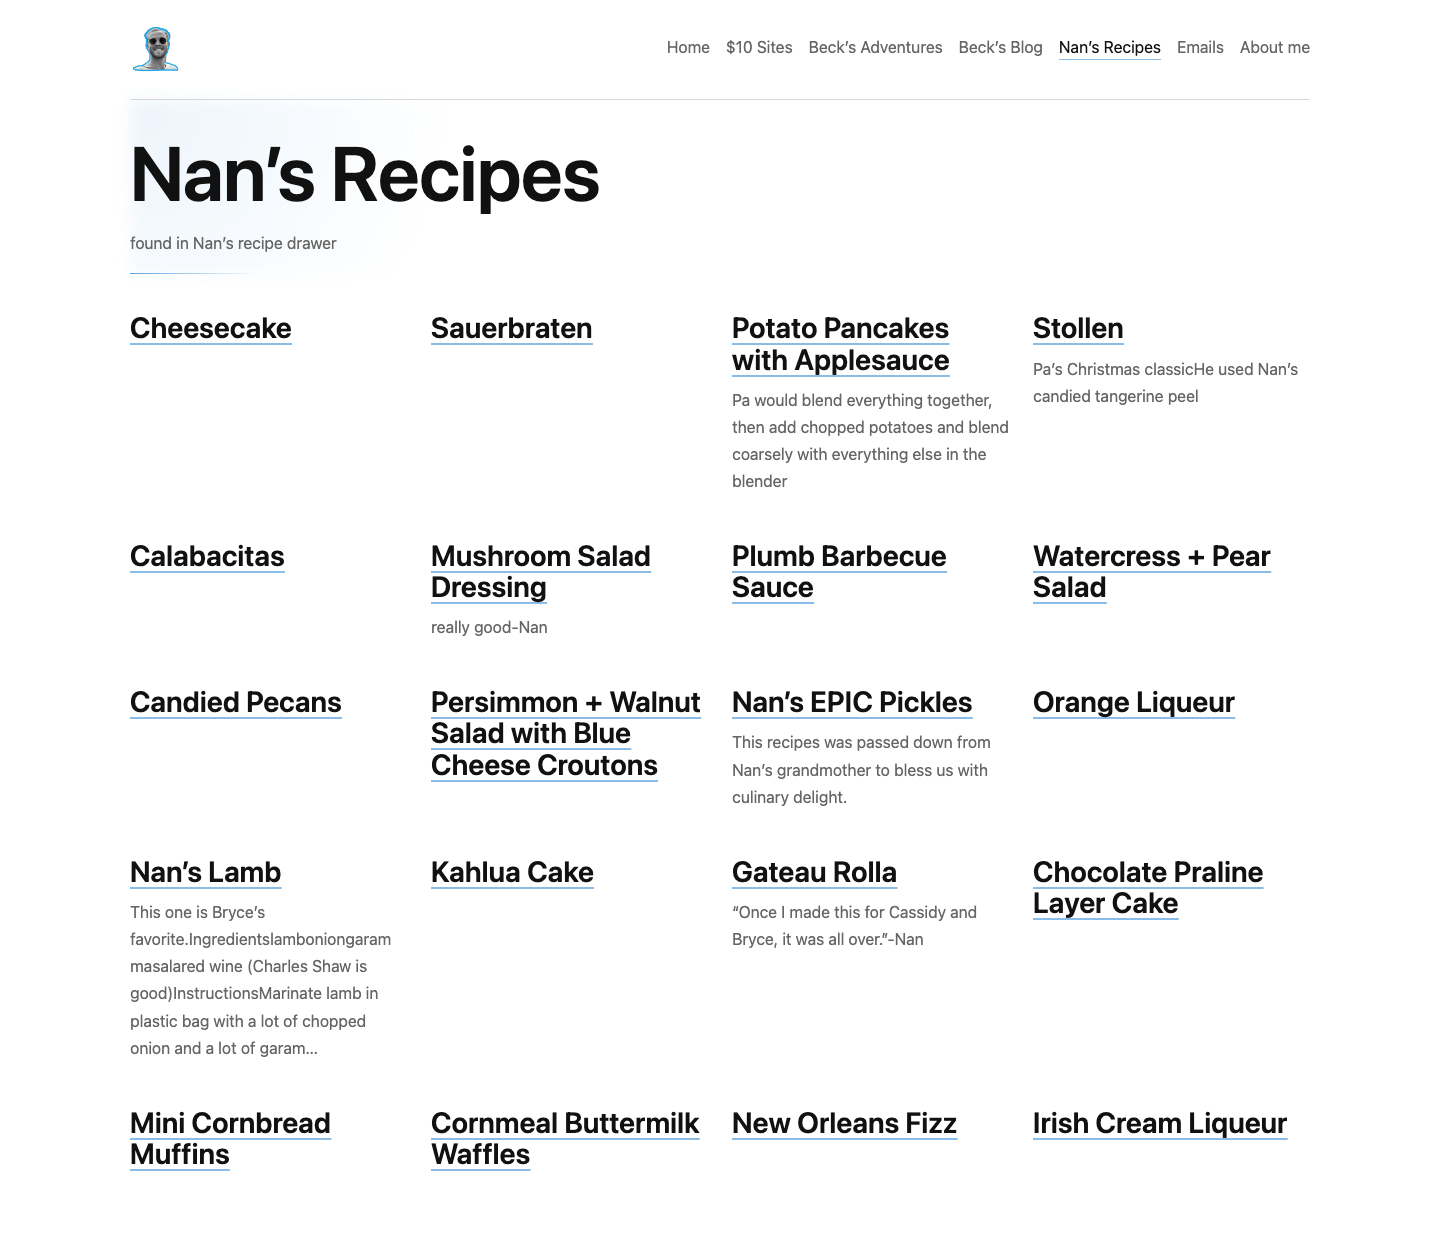 Home $10 Sites Beck’s Adventures Beck’s Blog Nan’s Recipes Emails About me
Nan’s Recipes
found in Nan’s recipe drawer
Cheesecake
Sauerbraten
Potato Pancakes
with Applesauce
Pa would blend everything together,
then add chopped potatoes and blend
coarsely with everything else in the
blender
Stollen
Pa’s Christmas classicHe used Nan’s
candied tangerine peel
Calabacitas
Mushroom Salad
Dressing
really good-Nan
Plumb Barbecue
Sauce
Watercress + Pear
Salad
Candied Pecans
Persimmon + Walnut
Salad with Blue
Cheese Croutons
Nan’s EPIC Pickles
This recipes was passed down from
Nan’s grandmother to bless us with
culinary delight.
Orange Liqueur
Nan’s Lamb
This one is Bryce’s
favorite.Ingredientslamboniongaram
masalared wine (Charles Shaw is
good)InstructionsMarinate lamb in
plastic bag with a lot of chopped
onion and a lot of garam...
Kahlua Cake
Gateau Rolla
“Once I made this for Cassidy and
Bryce, it was all over.”-Nan
Chocolate Praline
Layer Cake
Mini Cornbread
Muffins
Cornmeal Buttermilk
Waffles
New Orleans Fizz
Irish Cream Liqueur